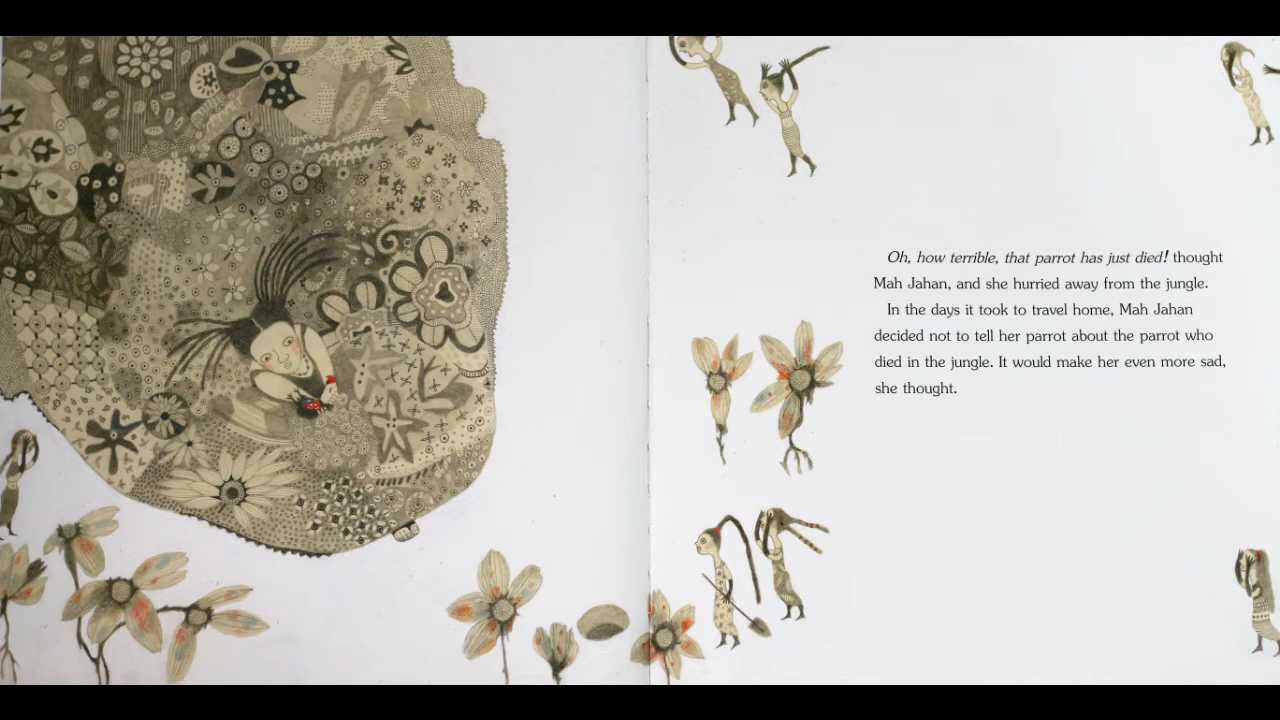 Oh, how terrible, that parrot has just died! thought
Mah Jahan, and she hurried away from the jungle.
In the days it took to travel home, Mah Jahan
decided not to tell her parrot about the parrot who
died in the jungle. It would make her even more sad,
she thought.